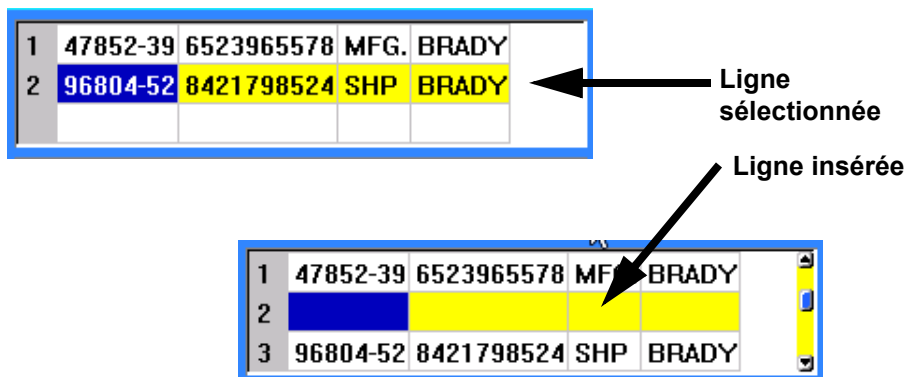 1 47852-39 6523965578 MFG. BRADY
2 96804-52 8421798524 SHP BRADY
Ligne
sélectionnée
Ligne insérée
1 47852-39 6523965578 MF BRADY
2
3 96804-52 8421798524 SHP BRADY